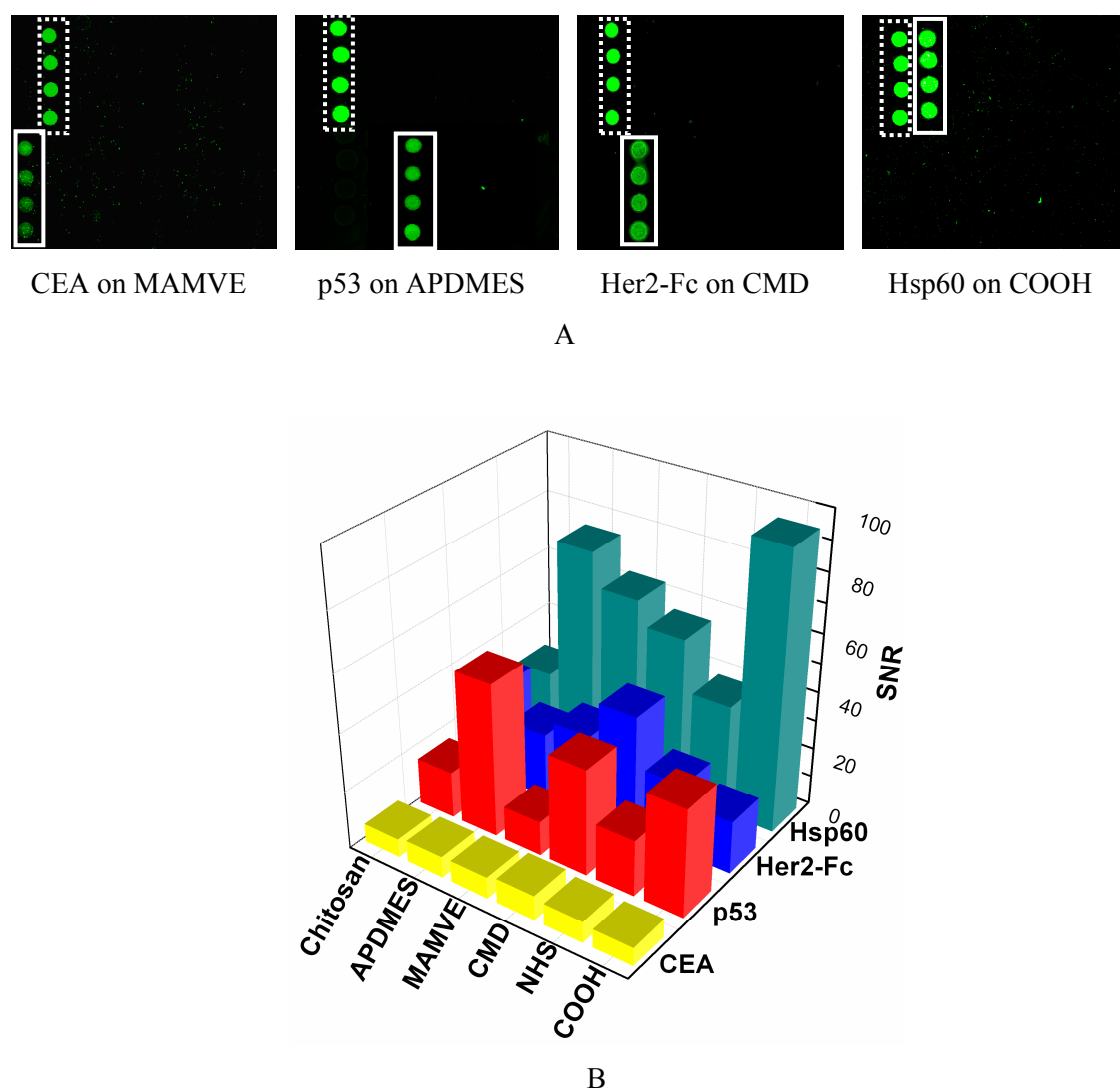 CEA on MAMVE
p53 on APDMES
Her2-Fc on CMD
Hsp60 on COOH
A
100
80
60
40
20
0
SNR
Hsp60
Her2-Fc
p53
CEA
Chitosan
APDMES
MAMVE
CMD
NHS
COOH
B